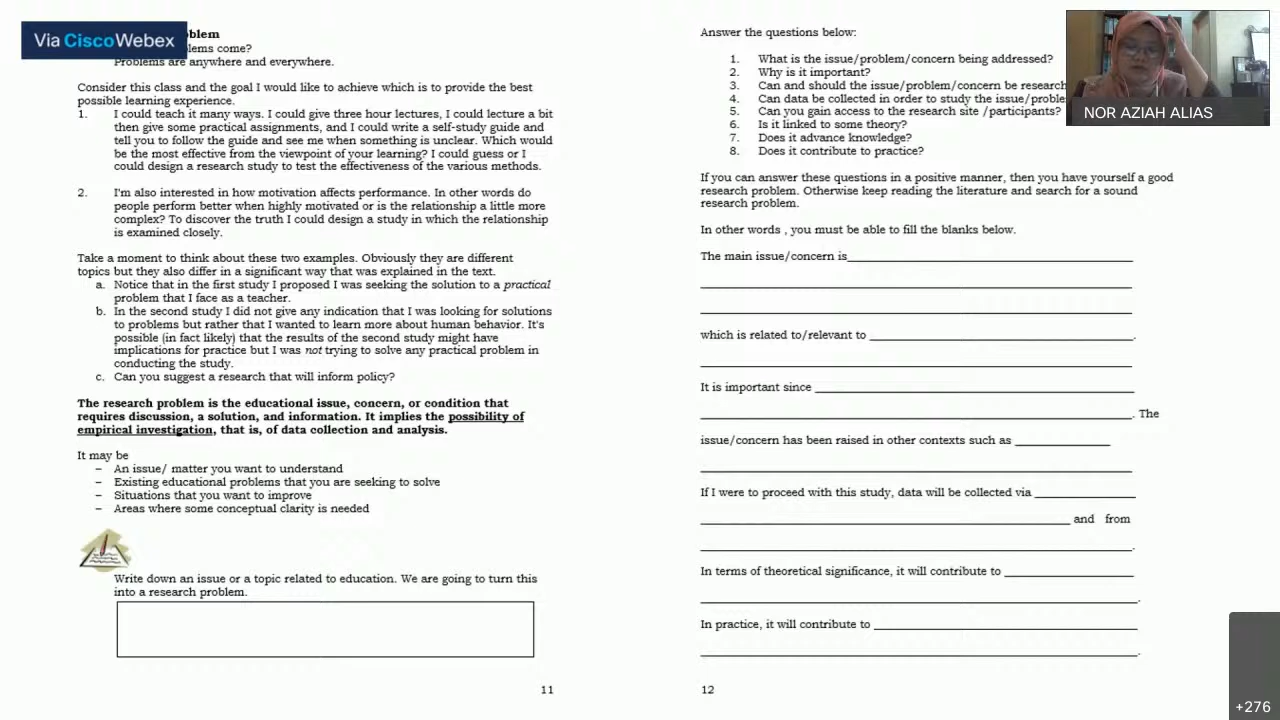 Via CiscoWebex
blem
lems come?
Problems are anywhere and everywhere.
Consider this class and the goal I would like to achieve which is to provide the best
possible learning experience.
1. I could teach it many ways. I could give three hour lectures, I could lecture a bit
then give some practical assignments, and I could write a self-study guide and
tell you to follow the guide and see me when something is unclear. Which would
be the most effective from the viewpoint of your learning? I could guess or I
could design a research study to test the effectiveness of the various methods.
2. I'm also interested in how motivation affects performance. In other words do
people perform better when highly motivated or is the relationship a little more
complex? To discover the truth I could design a study in which the relationship
is examined closely.
Take a moment to think about these two examples. Obviously they are different
topics but they also differ in a significant way that was explained in the text.
a. Notice that in the first study I proposed I was seeking the solution to a practical
problem that I face as a teacher.
b. In the second study I did not give any indication that I was looking for solutions
to problems but rather that I wanted to learn more about human behavior. It's
possible (in fact likely) that the results of the second study might have
implications for practice but I was not trying to solve any practical problem in
conducting the study.
c. Can you suggest a research that will inform policy?
The research problem is the educational issue, concern, or condition that
requires discussion, a solution, and information. It implies the possibility of
empirical investigation, that is, of data collection and analysis.
It may be
– An issue/ matter you want to understand
– Existing educational problems that you are seeking to solve
– Situations that you want to improve
– Areas where some conceptual clarity is needed
Write down an issue or a topic related to education. We are going to turn this
into a research problem.
11
Answer the questions below:
1. What is the issue/problem/concern being addressed?
2. Why is it important?
3. Can and should the issue/problem/concern be research
4. Can data be collected in order to study the issue/proble
5. Can you gain access to the research site /participants?
6. Is it linked to some theory?
7. Does it advance knowledge?
8. Does it contribute to practice?
If you can answer these questions in a positive manner, then you have yourself a good
research problem. Otherwise keep reading the literature and search for a sound
research problem.
In other words , you must be able to fill the blanks below.
The main issue/concern is
which is related to/relevant to .
It is important since
. The
issue/concern has been raised in other contexts such as
If I were to proceed with this study, data will be collected via
and from
.
In terms of theoretical significance, it will contribute to
.
In practice, it will contribute to
.
12
NOR AZIAH ALIAS
+276